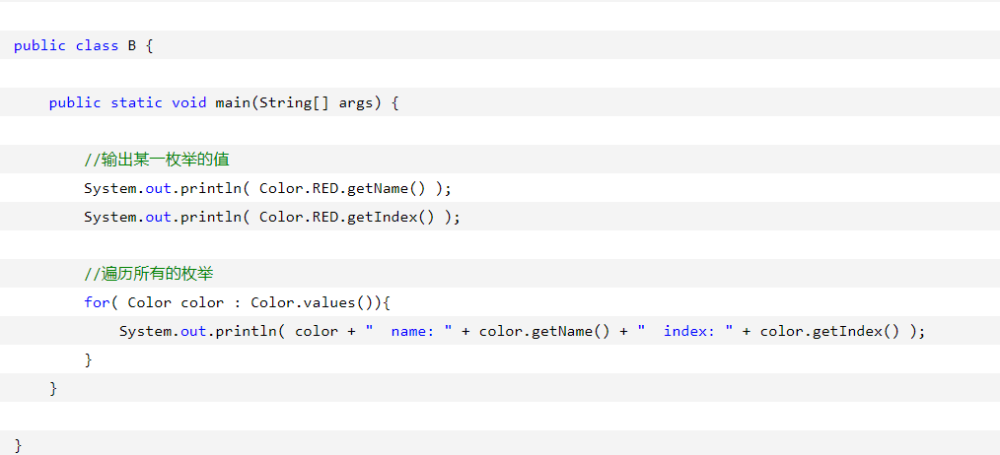 public class B {
    public static void main(String[] args) {
        //输出某一枚举的值
        System.out.println( Color.RED.getName() );
        System.out.println( Color.RED.getIndex() );
        //遍历所有的枚举
        for( Color color : Color.values()){
            System.out.println( color + "  name: " + color.getName() + "  index: " + color.getIndex() );
        }
    }
}